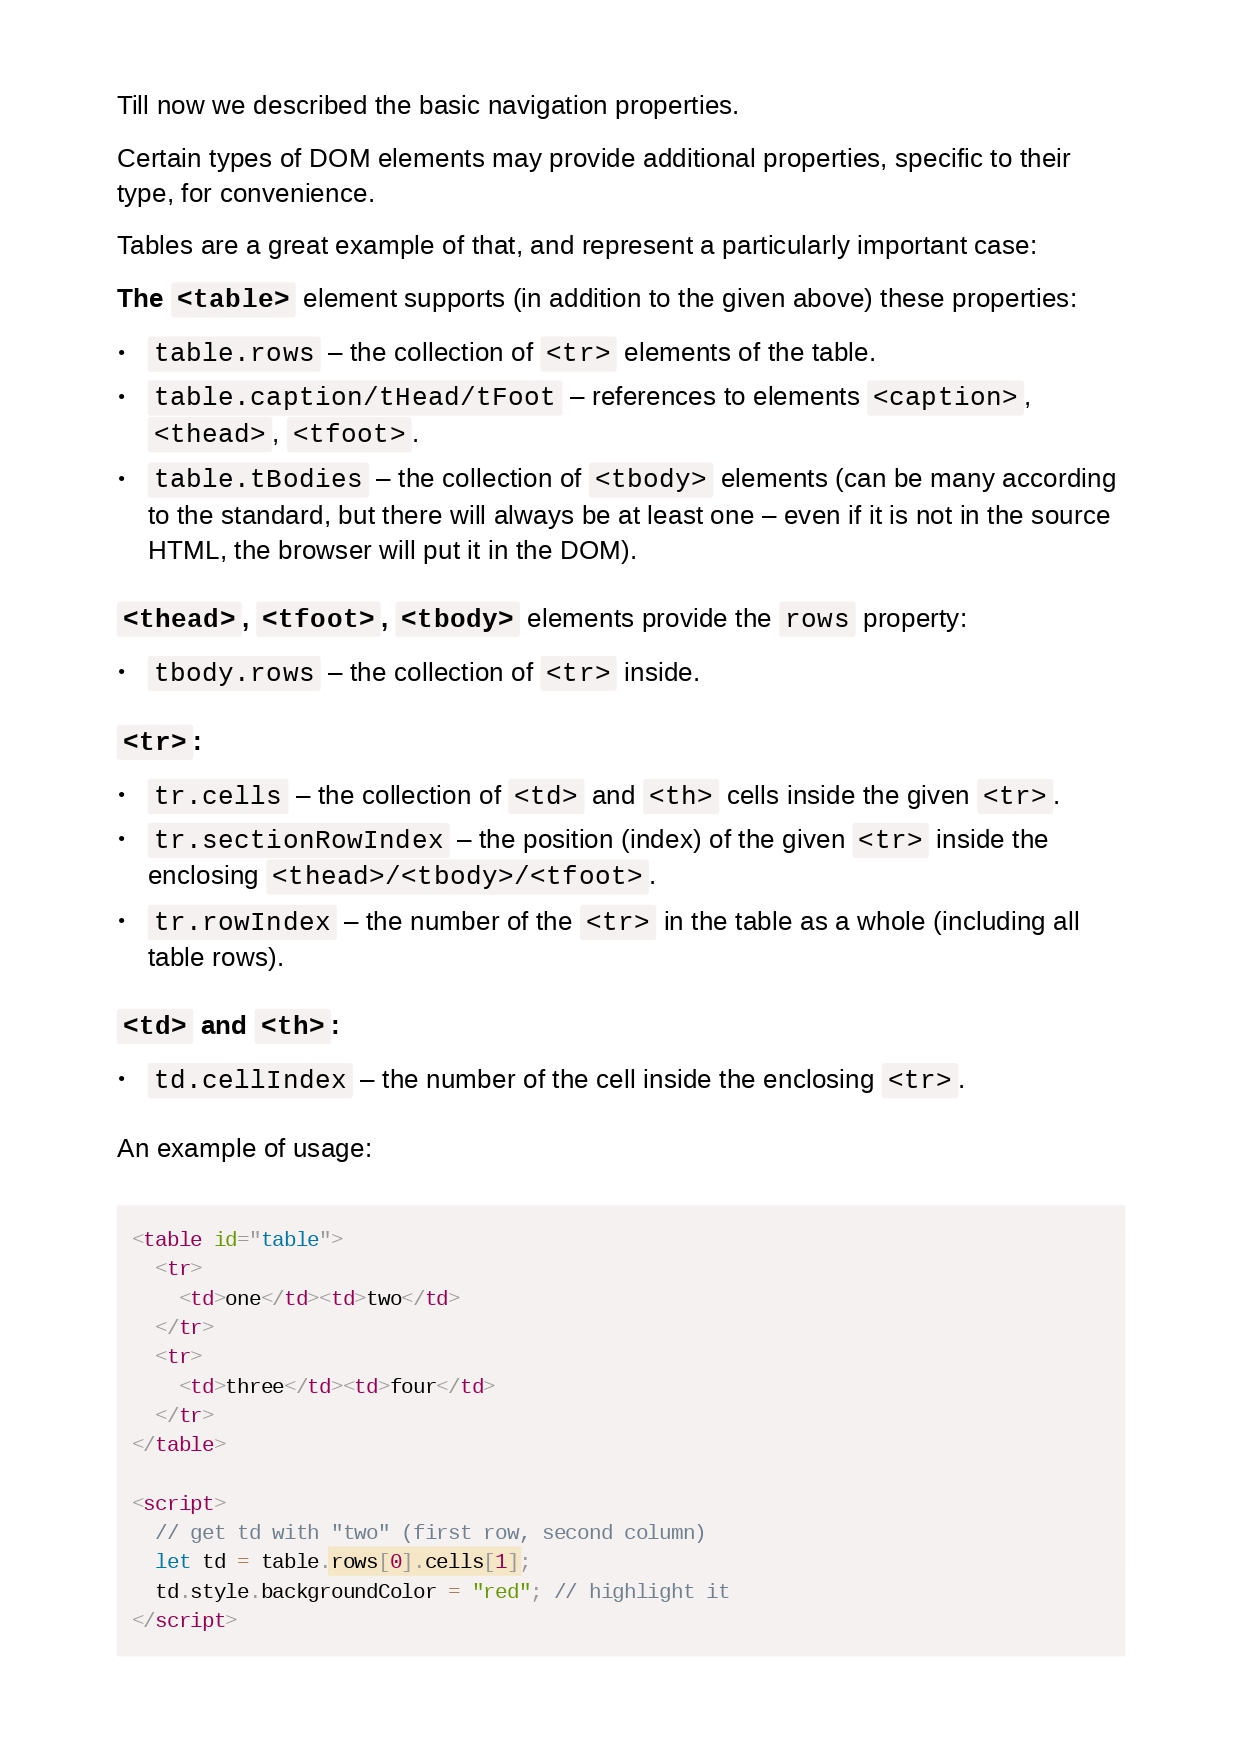 Till now we described the basic navigation properties.
Certain types of DOM elements may provide additional properties, specific to their
type, for convenience.
Tables are a great example of that, and represent a particularly important case:
The <table> element supports (in addition to the given above) these properties:
• table.rows – the collection of <tr> elements of the table.
• table.caption/tHead/tFoot – references to elements <caption>,
<thead>, <tfoot>.
• table.tBodies – the collection of <tbody> elements (can be many according
to the standard, but there will always be at least one – even if it is not in the source
HTML, the browser will put it in the DOM).
<thead>, <tfoot>, <tbody> elements provide the rows property:
• tbody.rows – the collection of <tr> inside.
<tr>:
• tr.cells – the collection of <td> and <th> cells inside the given <tr>.
• tr.sectionRowIndex – the position (index) of the given <tr> inside the
enclosing <thead>/<tbody>/<tfoot>.
• tr.rowIndex – the number of the <tr> in the table as a whole (including all
table rows).
<td> and <th>:
• td.cellIndex – the number of the cell inside the enclosing <tr>.
An example of usage:
<table id="table">
  <tr>
    <td>one</td><td>two</td>
  </tr>
  <tr>
    <td>three</td><td>four</td>
  </tr>
</table>
<script>
  // get td with "two" (first row, second column)
  let td = table.rows[0].cells[1];
  td.style.backgroundColor = "red"; // highlight it
</script>